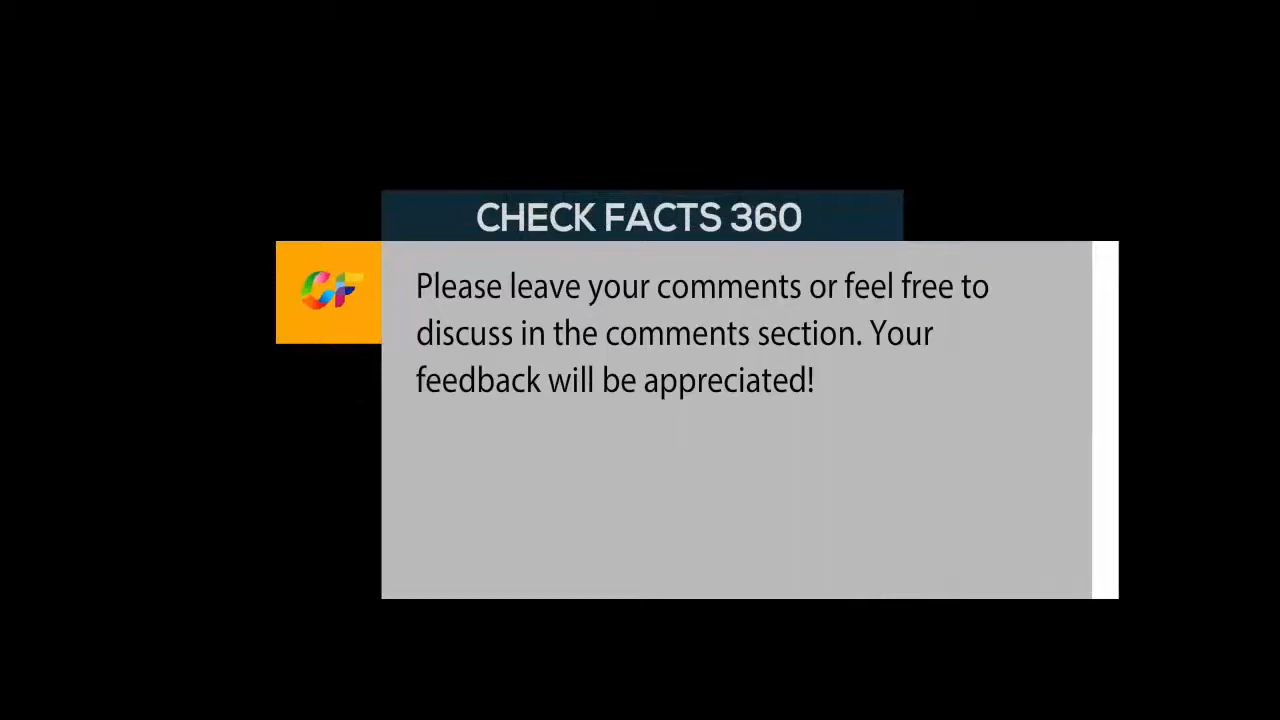 CHECK FACTS 360
CF
Please leave your comments or feel free to
discuss in the comments section. Your
feedback will be appreciated!